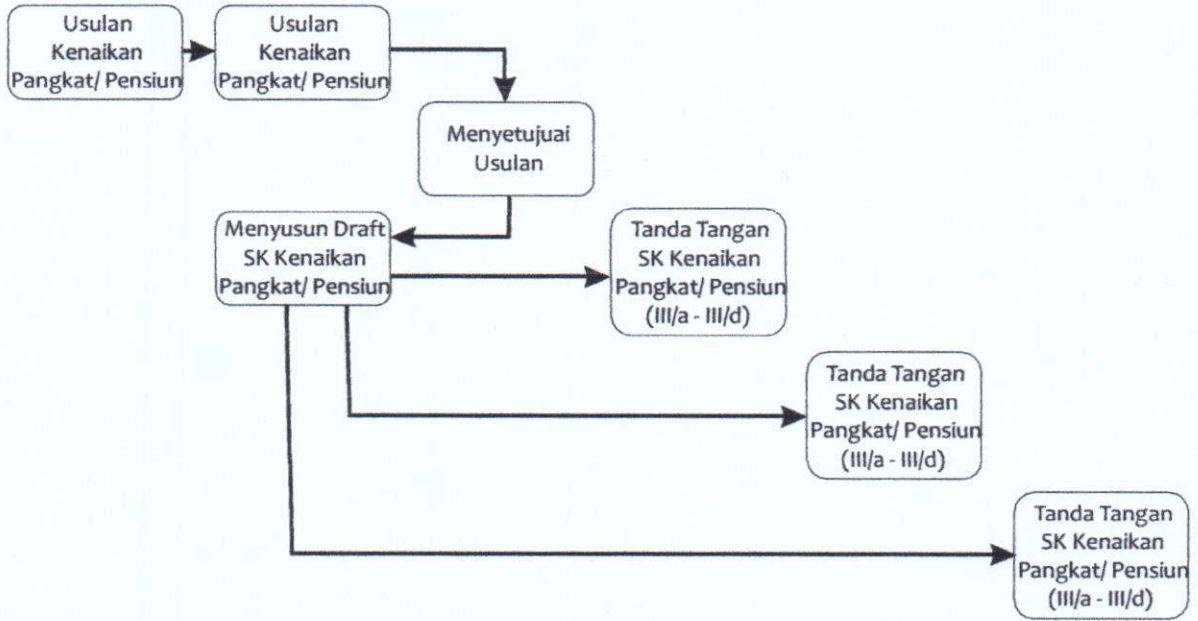 Usulan
Kenaikan
Pangkat/ Pensiun
Usulan
Kenaikan
Pangkat/ Pensiun
Menyetujuai
Usulan
Menyusun Draft
SK Kenaikan
Pangkat/ Pensiun
Tanda Tangan
SK Kenaikan
Pangkat/ Pensiun
(III/a - III/d)
Tanda Tangan
SK Kenaikan
Pangkat/ Pensiun
(III/a - III/d)
Tanda Tangan
SK Kenaikan
Pangkat/ Pensiun
(III/a - III/d)